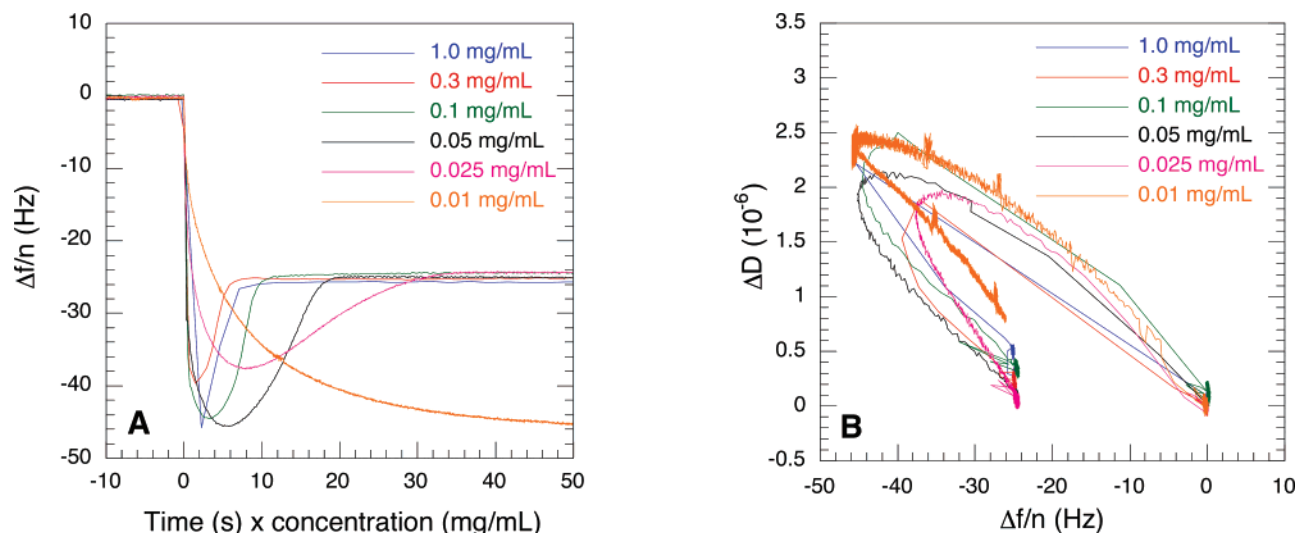 10
0
-10
-20
-30
-40
-50
Δf/n (Hz)
1.0 mg/mL
0.3 mg/mL
0.1 mg/mL
0.05 mg/mL
0.025 mg/mL
0.01 mg/mL
A
-10
0
10
20
30
40
50
Time (s) x concentration (mg/mL)
3.5
3
2.5
2
1.5
1
0.5
0
-0.5
ΔD (10⁻⁶)
1.0 mg/mL
0.3 mg/mL
0.1 mg/mL
0.05 mg/mL
0.025 mg/mL
0.01 mg/mL
B
-50
-40
-30
-20
-10
0
10
Δf/n (Hz)